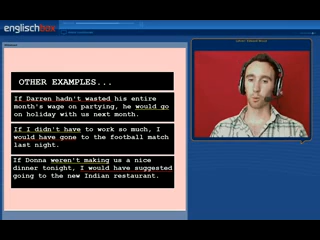 englischBox
OTHER EXAMPLES...
If Darren hadn't wasted his entire
month's wage on partying, he would go
on holiday with us next month.
If I didn't have to work so much, I
would have gone to the football match
last night.
If Donna weren't making us a nice
dinner tonight, I would have suggested
going to the new Indian restaurant.